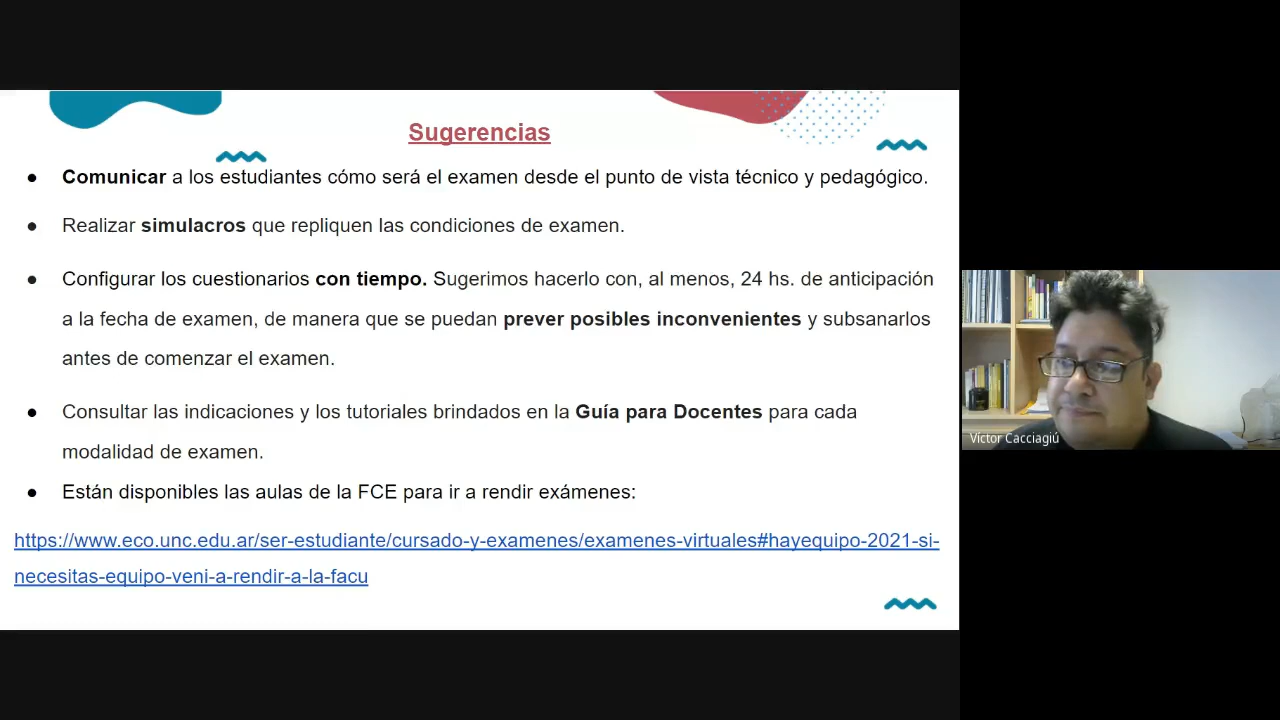 Sugerencias
● Comunicar a los estudiantes cómo será el examen desde el punto de vista técnico y pedagógico.
● Realizar simulacros que repliquen las condiciones de examen.
● Configurar los cuestionarios con tiempo. Sugerimos hacerlo con, al menos, 24 hs. de anticipación
a la fecha de examen, de manera que se puedan prever posibles inconvenientes y subsanarlos
antes de comenzar el examen.
● Consultar las indicaciones y los tutoriales brindados en la Guía para Docentes para cada
modalidad de examen.
● Están disponibles las aulas de la FCE para ir a rendir exámenes:
https://www.eco.unc.edu.ar/ser-estudiante/cursado-y-examenes/examenes-virtuales#hayequipo-2021-si-
necesitas-equipo-veni-a-rendir-a-la-facu
Victor Cacciagiú